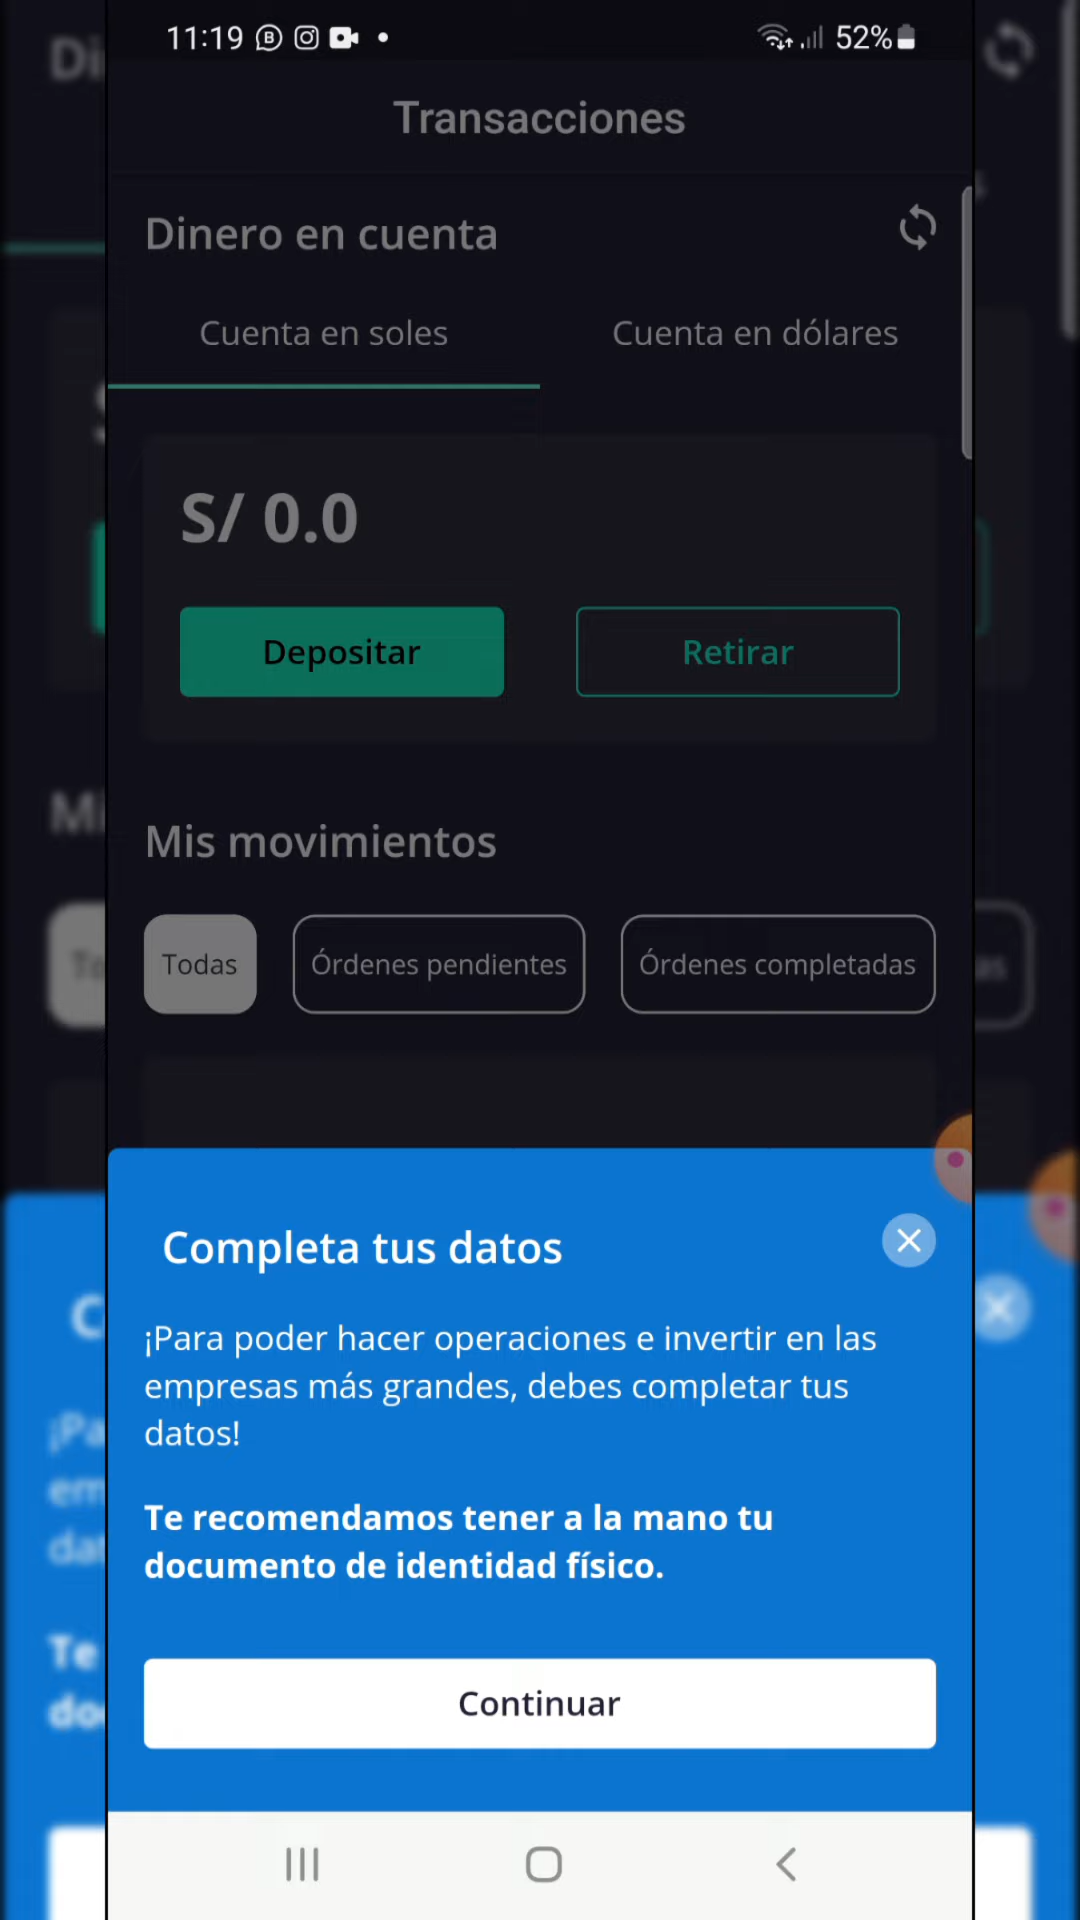 11:19
52%
Transacciones
Dinero en cuenta
Cuenta en soles
Cuenta en dólares
S/ 0.0
Depositar
Retirar
Mis movimientos
Todas
Órdenes pendientes
Órdenes completadas
Completa tus datos
¡Para poder hacer operaciones e invertir en las
empresas más grandes, debes completar tus
datos!
Te recomendamos tener a la mano tu
documento de identidad físico.
Continuar